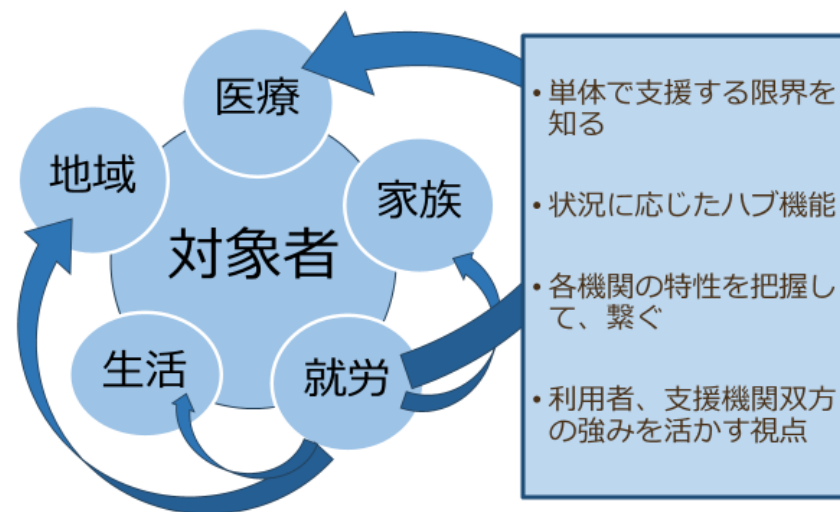 医療
地域
家族
対象者
生活
就労
• 単体で支援する限界を
知る
• 状況に応じたハブ機能
• 各機関の特性を把握し
て、繋ぐ
• 利用者、支援機関双方
の強みを活かす視点